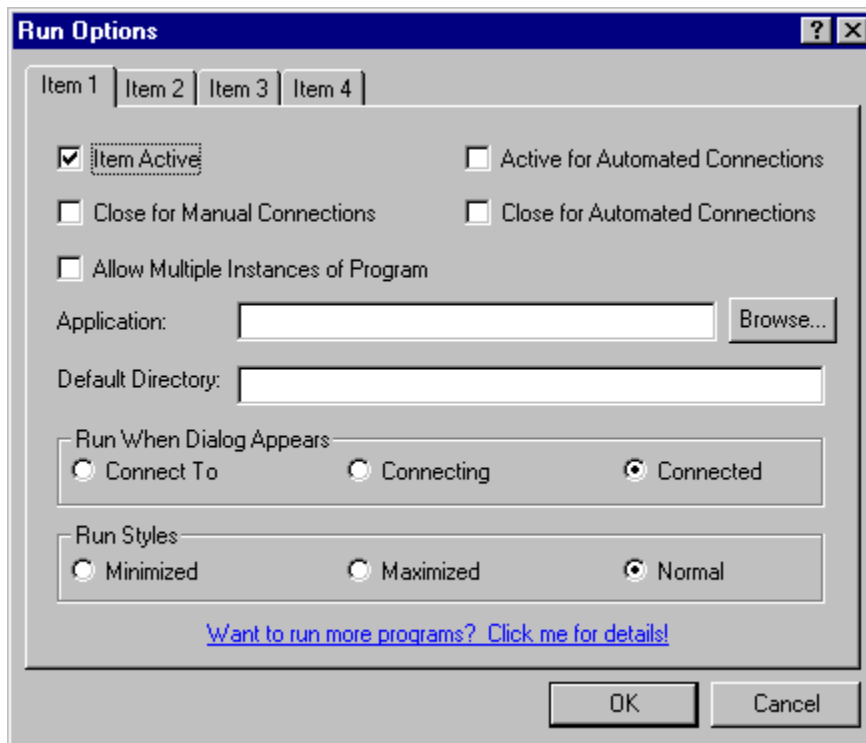 Run Options
Item 1 Item 2 Item 3 Item 4
Item Active Active for Automated Connections
Close for Manual Connections Close for Automated Connections
Allow Multiple Instances of Program
Application: Browse...
Default Directory:
Run When Dialog Appears
Connect To Connecting Connected
Run Styles
Minimized Maximized Normal
Want to run more programs? Click me for details!
OK Cancel